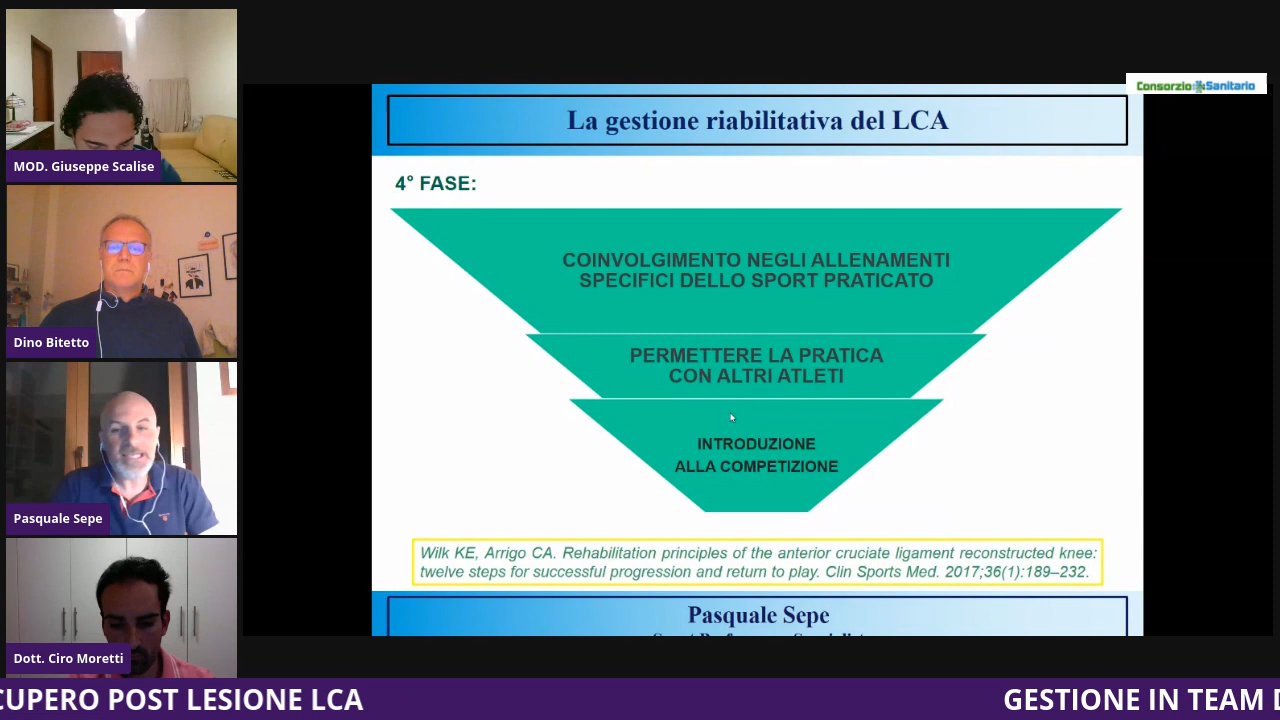 Consorzio Sanitario
La gestione riabilitativa del LCA
4° FASE:
COINVOLGIMENTO NEGLI ALLENAMENTI
SPECIFICI DELLO SPORT PRATICATO
PERMETTERE LA PRATICA
CON ALTRI ATLETI
INTRODUZIONE
ALLA COMPETIZIONE
Wilk KE, Arrigo CA. Rehabilitation principles of the anterior cruciate ligament reconstructed knee:
twelve steps for successful progression and return to play. Clin Sports Med. 2017;36(1):189–232.
Pasquale Sepe
MOD. Giuseppe Scalise
Dino Bitetto
Pasquale Sepe
Dott. Ciro Moretti
CUPERO POST LESIONE LCA
GESTIONE IN TEAM D